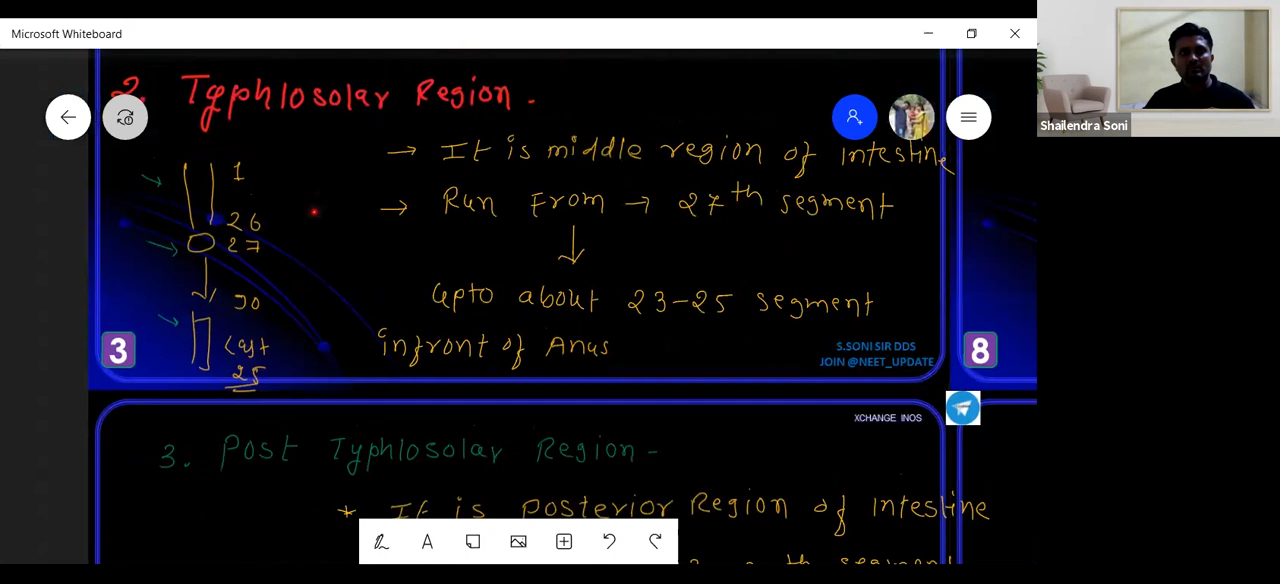 Microsoft Whiteboard
2. Typhlosolar Region.
→ It is middle region of Intestine
→ Run From → 27th segment
↓
Upto about 23-25 segment
infront of Anus
1
26
27
Last
25
3
S.SONI SIR DDS
JOIN @NEET_UPDATE
8
Shailendra Soni
XCHANGE INOS
3. Post Typhlosolar Region -
* It is posterior Region of Intestine
th segment
A